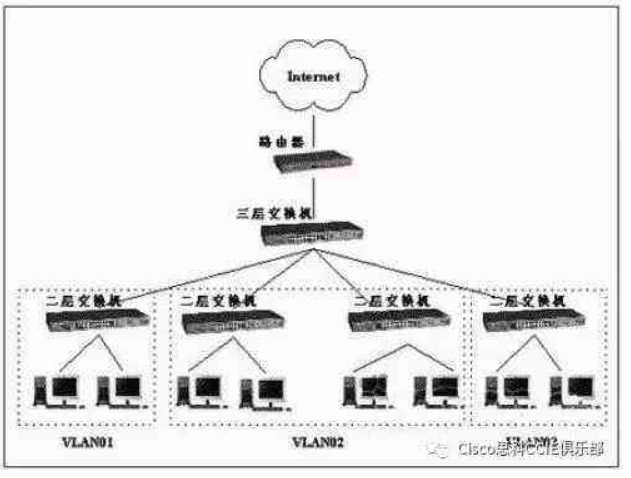 Internet
路由器
三层交换机
二层交换机 二层交换机 二层交换机 二层交换机
VLAN01 VLAN02
Cisco思科CCIE俱乐部